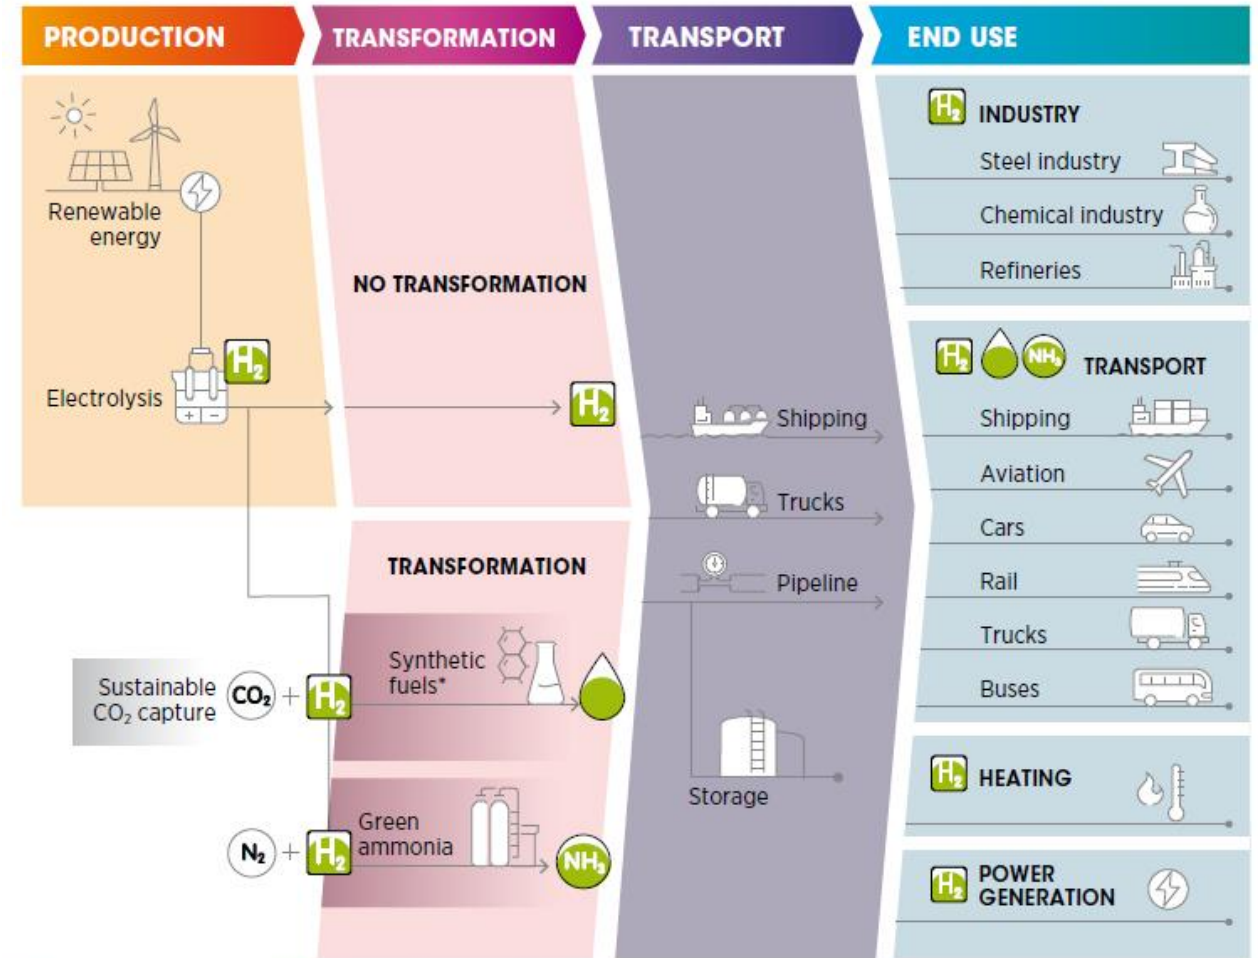 PRODUCTION
TRANSFORMATION
TRANSPORT
END USE
Renewable
energy
Electrolysis
+ −
H₂
NO TRANSFORMATION
H₂
TRANSFORMATION
Sustainable
CO₂ capture
CO₂ + H₂
Synthetic
fuels*
N₂ + H₂
Green
ammonia
NH₃
Shipping
Trucks
Pipeline
Storage
H₂ INDUSTRY
Steel industry
Chemical industry
Refineries
H₂ NH₃ TRANSPORT
Shipping
Aviation
Cars
Rail
Trucks
Buses
H₂ HEATING
H₂ POWER
GENERATION